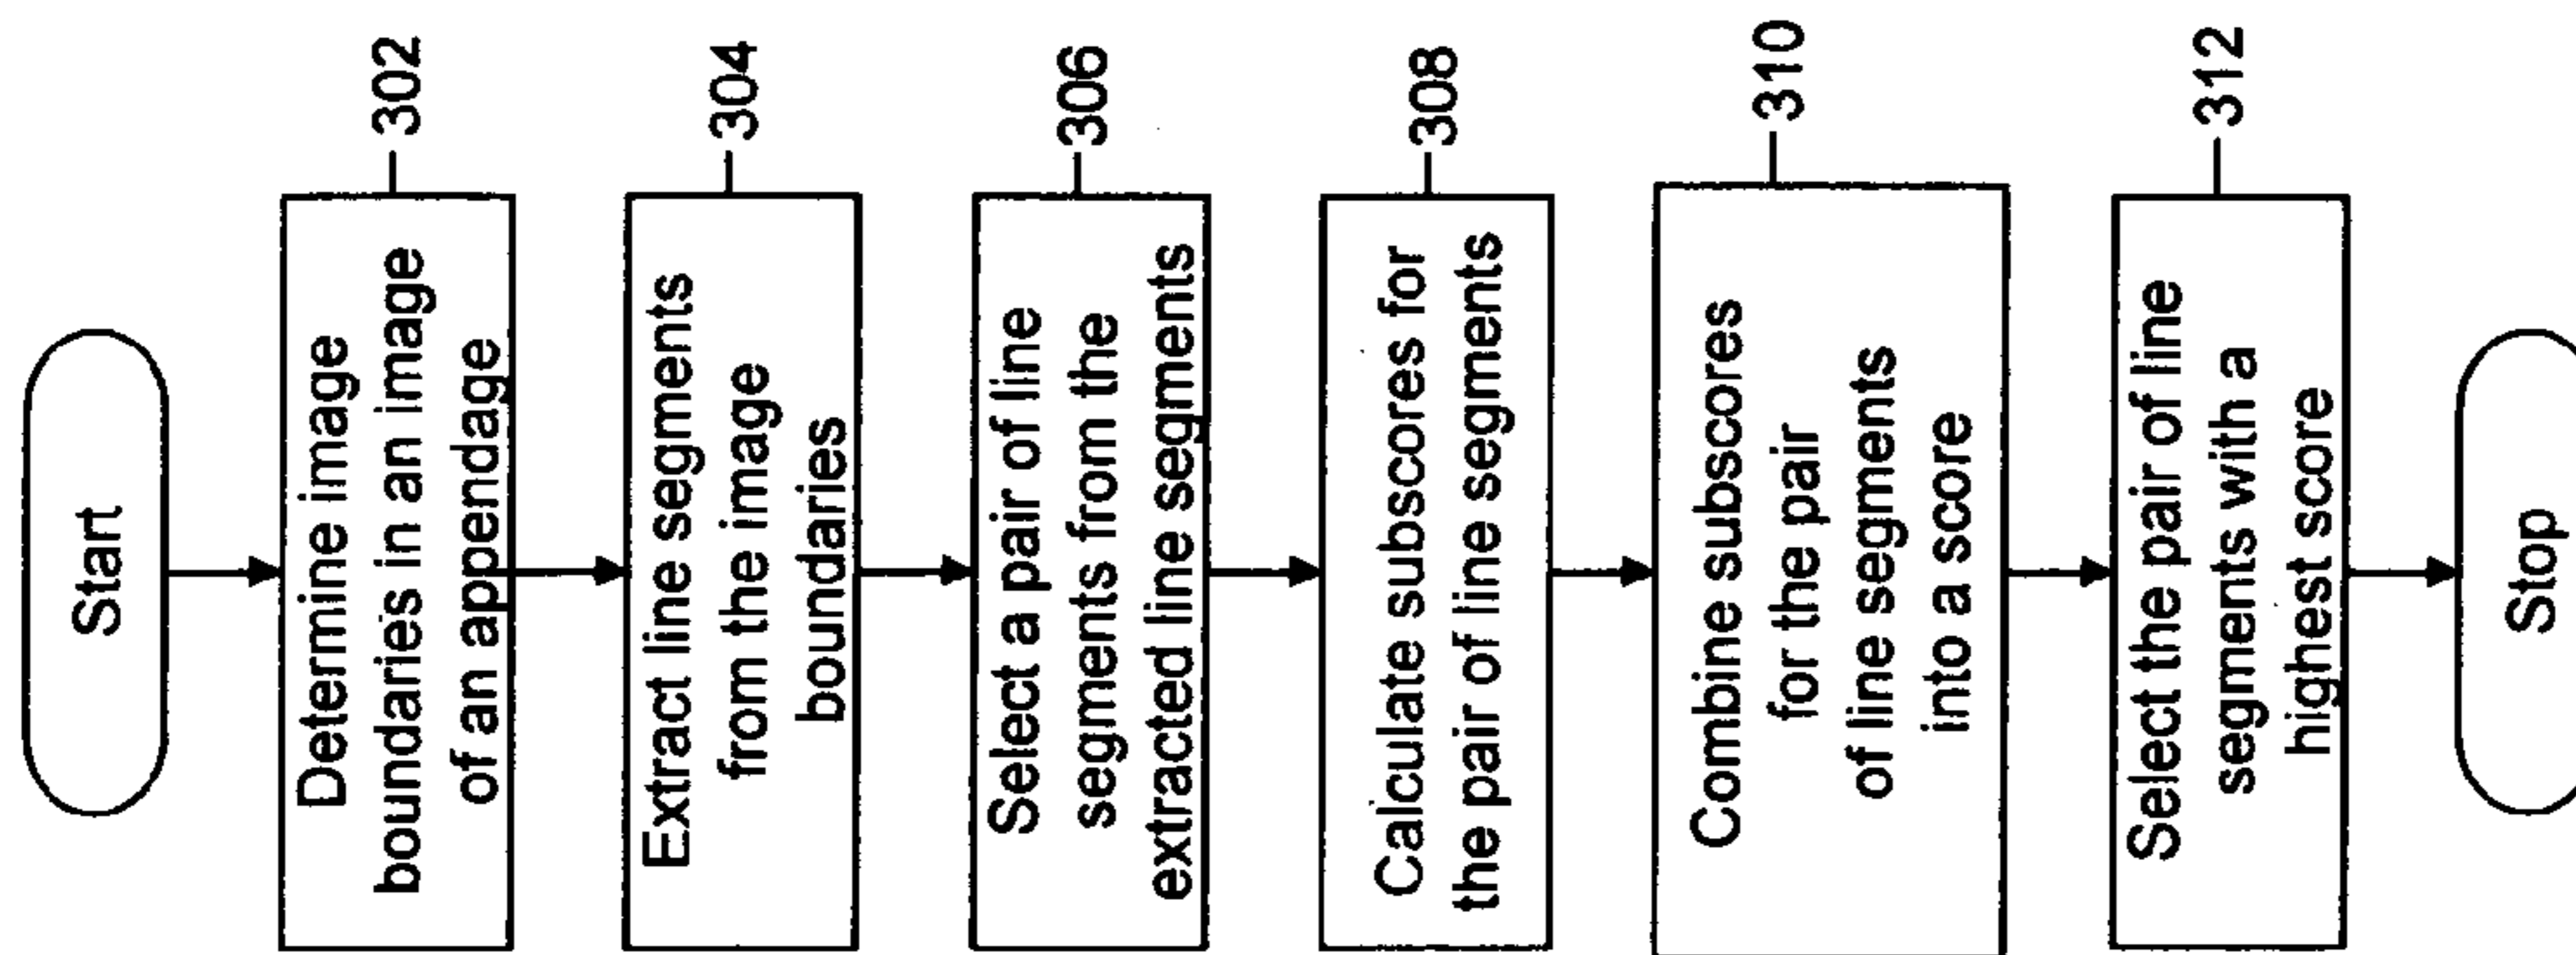 Start
Determine image
boundaries in an image
of an appendage
302
Extract line segments
from the image
boundaries
304
Select a pair of line
segments from the
extracted line segments
306
Calculate subscores for
the pair of line segments
308
Combine subscores
for the pair
of line segments
into a score
310
Select the pair of line
segments with a
highest score
312
Stop